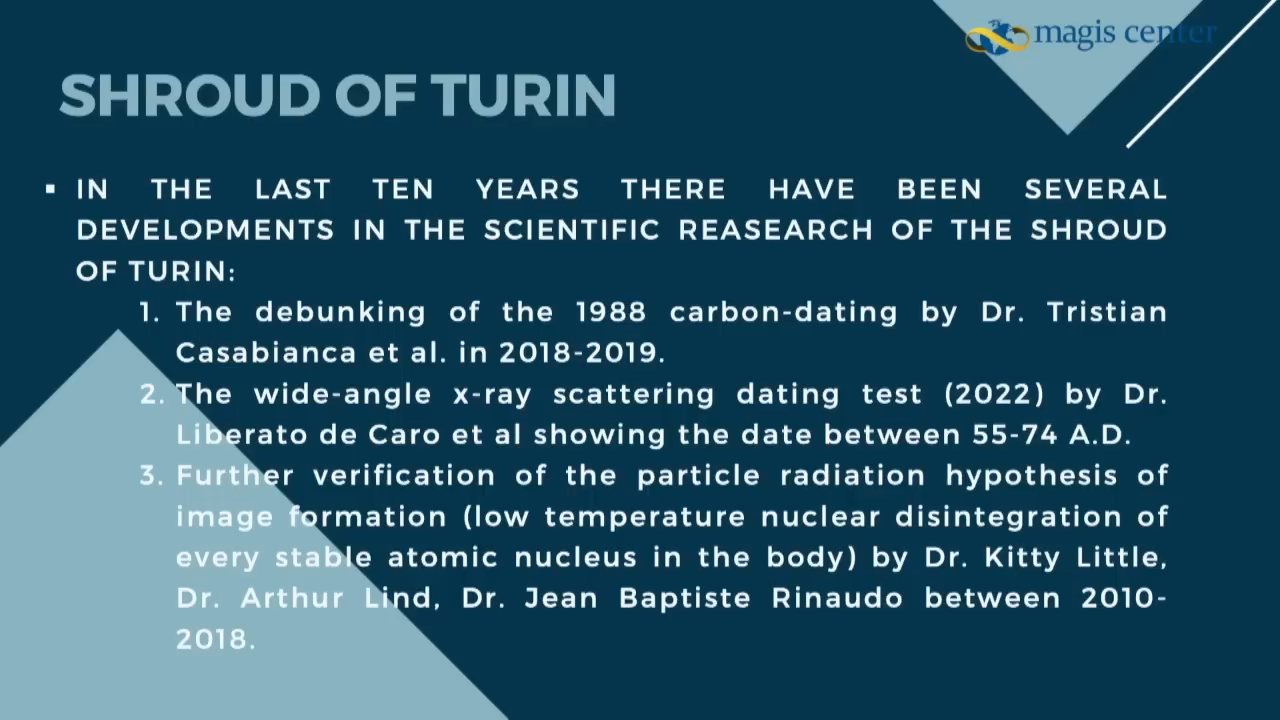 magis center
SHROUD OF TURIN
▪ IN THE LAST TEN YEARS THERE HAVE BEEN SEVERAL
DEVELOPMENTS IN THE SCIENTIFIC REASEARCH OF THE SHROUD
OF TURIN:
1. The debunking of the 1988 carbon-dating by Dr. Tristian
Casabianca et al. in 2018-2019.
2. The wide-angle x-ray scattering dating test (2022) by Dr.
Liberato de Caro et al showing the date between 55-74 A.D.
3. Further verification of the particle radiation hypothesis of
image formation (low temperature nuclear disintegration of
every stable atomic nucleus in the body) by Dr. Kitty Little,
Dr. Arthur Lind, Dr. Jean Baptiste Rinaudo between 2010-
2018.